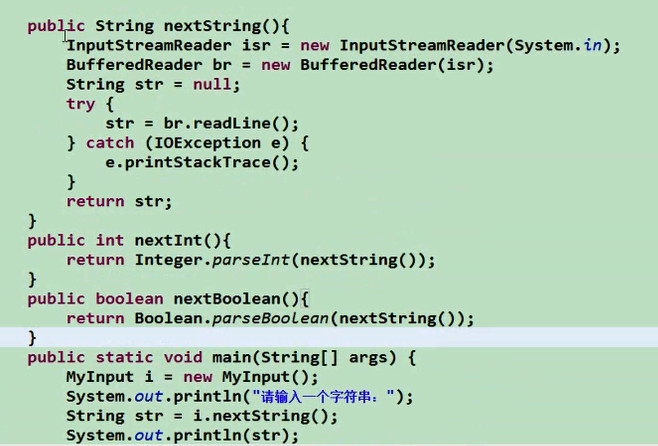 public String nextString(){
    InputStreamReader isr = new InputStreamReader(System.in);
    BufferedReader br = new BufferedReader(isr);
    String str = null;
    try {
        str = br.readLine();
    } catch (IOException e) {
        e.printStackTrace();
    }
    return str;
}
public int nextInt(){
    return Integer.parseInt(nextString());
}
public boolean nextBoolean(){
    return Boolean.parseBoolean(nextString());
}
public static void main(String[] args) {
    MyInput i = new MyInput();
    System.out.println("请输入一个字符串：");
    String str = i.nextString();
    System.out.println(str);